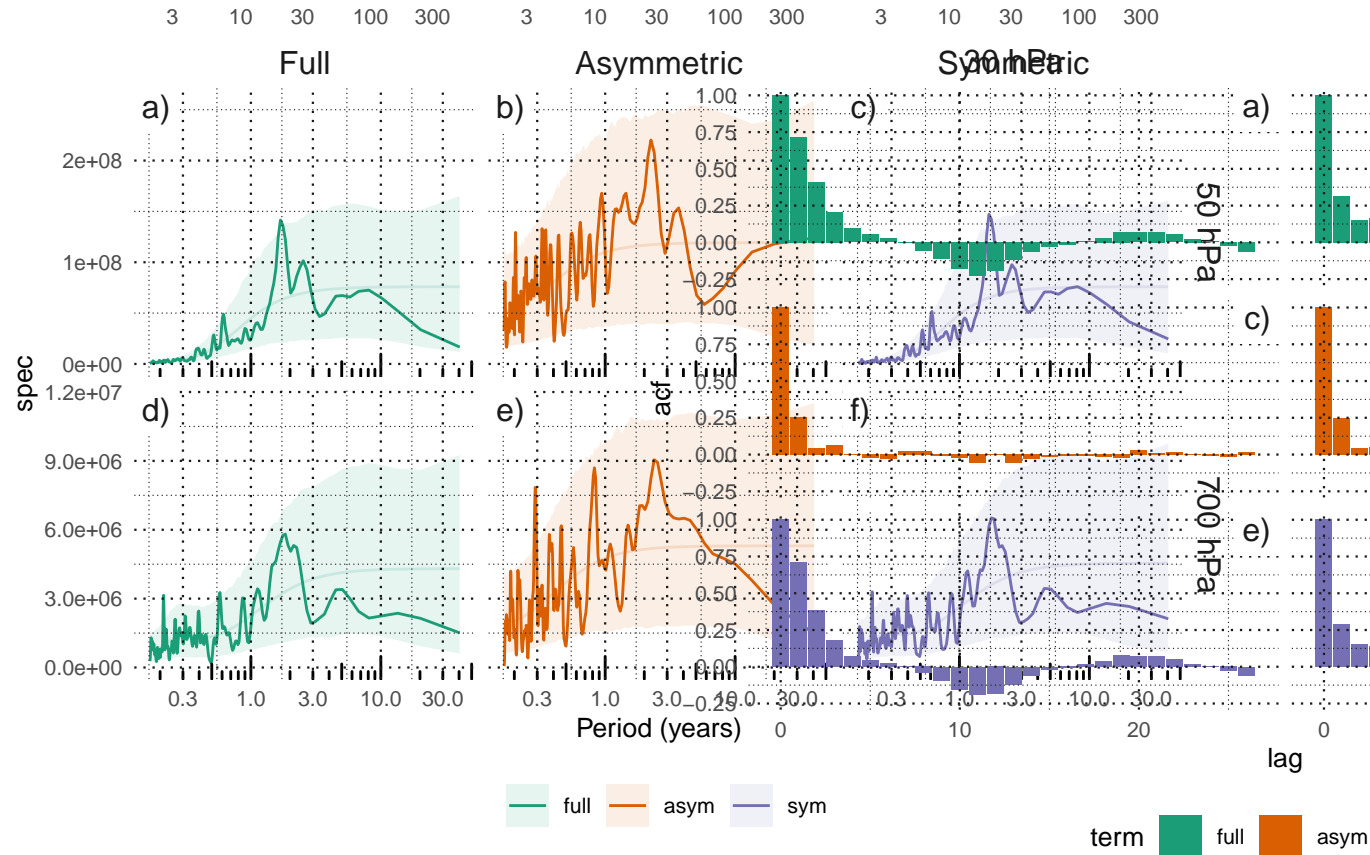 3 10 30 100 300 3 10 30 100 300 3 10 30 100 300
Full Asymmetric Symmetric 30 hPa
a) b) c) a)
1.00
0.75
0.50
0.25
0.00
−0.25
2e+08
1e+08
0e+00
50 hPa
spec
acf
1.00
0.75
0.50
0.25
0.00
−0.25
c)
1.2e+07
9.0e+06
6.0e+06
3.0e+06
0.0e+00
d) e) f) e)
700 hPa
1.00
0.75
0.50
0.25
0.00
−0.25
0.3 1.0 3.0 10.0 30.0 0.3 1.0 3.0 10.0 30.0 0.3 1.0 3.0 10.0 30.0
Period (years)
0 10 20 0
lag
full asym sym
term full asym